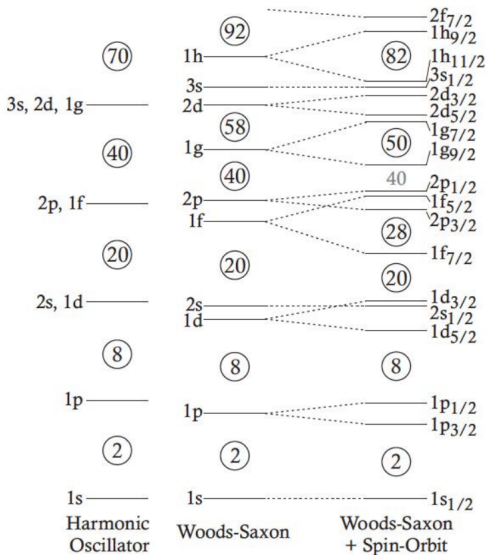 92
2f7/2
1h9/2
70
1h
82
1h11/2
3s
3s1/2
3s, 2d, 1g
2d
2d3/2
2d5/2
58
1g7/2
40
1g
50
1g9/2
40
40
2p1/2
2p, 1f
2p
1f5/2
1f
2p3/2
28
20
20
1f7/2
20
2s, 1d
2s
1d3/2
1d
2s1/2
1d5/2
8
8
8
1p
1p
1p1/2
1p3/2
2
2
2
1s
1s
1s1/2
Harmonic Oscillator
Woods-Saxon
Woods-Saxon + Spin-Orbit